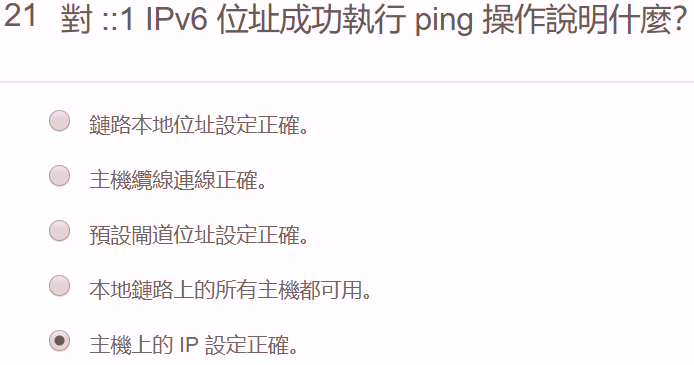 21 對 ::1 IPv6 位址成功執行 ping 操作說明什麼?
鏈路本地位址設定正確。
主機纜線連線正確。
預設閘道位址設定正確。
本地鏈路上的所有主機都可用。
主機上的 IP 設定正確。